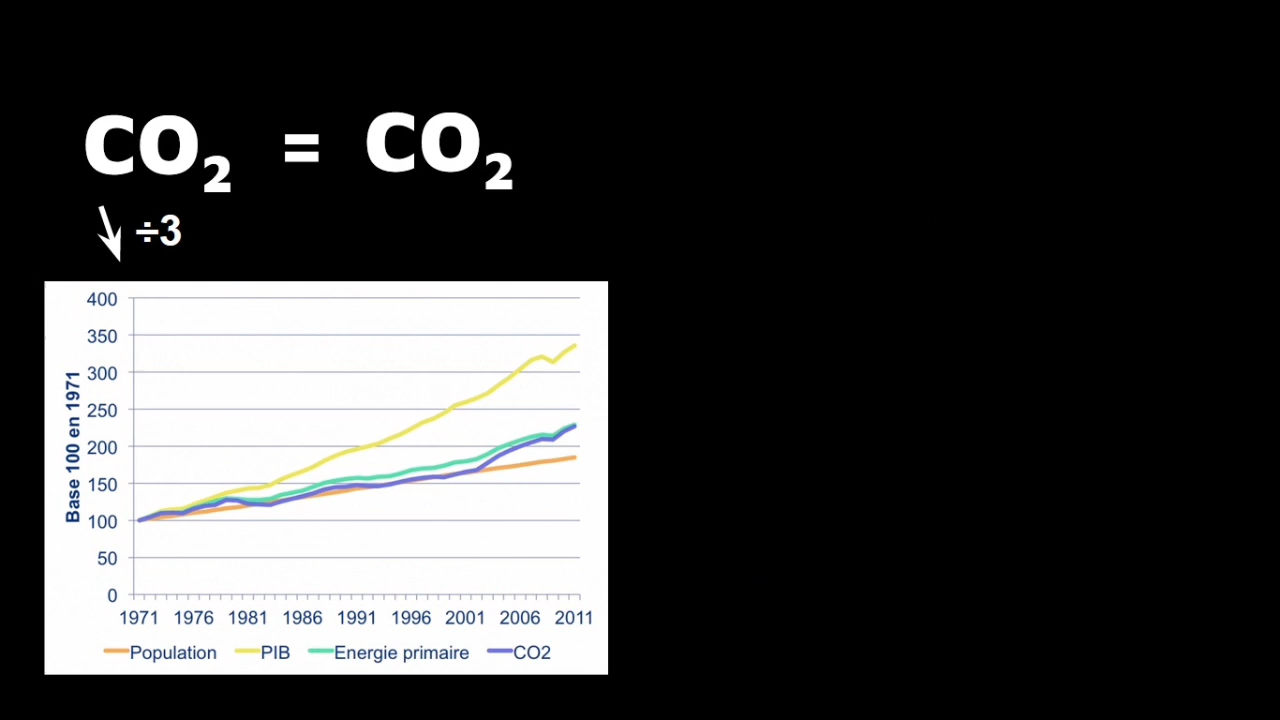 CO₂ = CO₂
÷3
400
350
300
250
200
150
100
50
0
Base 100 en 1971
1971 1976 1981 1986 1991 1996 2001 2006 2011
Population PIB Energie primaire CO2